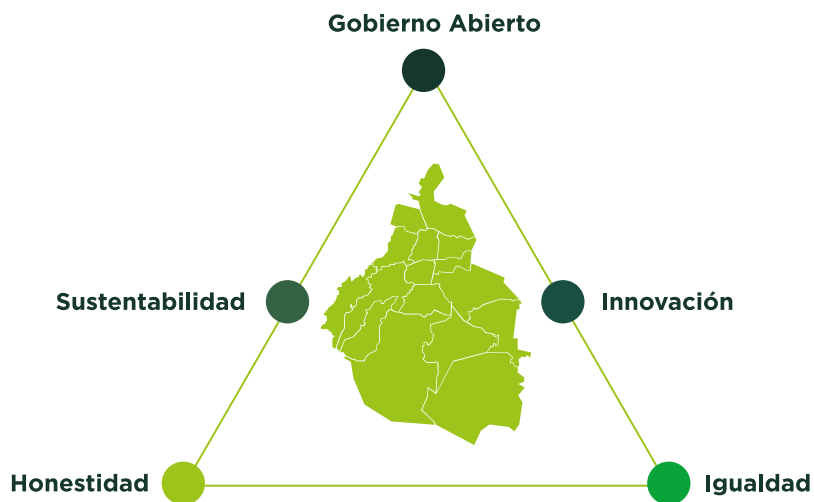 Gobierno Abierto
Sustentabilidad
Innovación
Honestidad
Igualdad